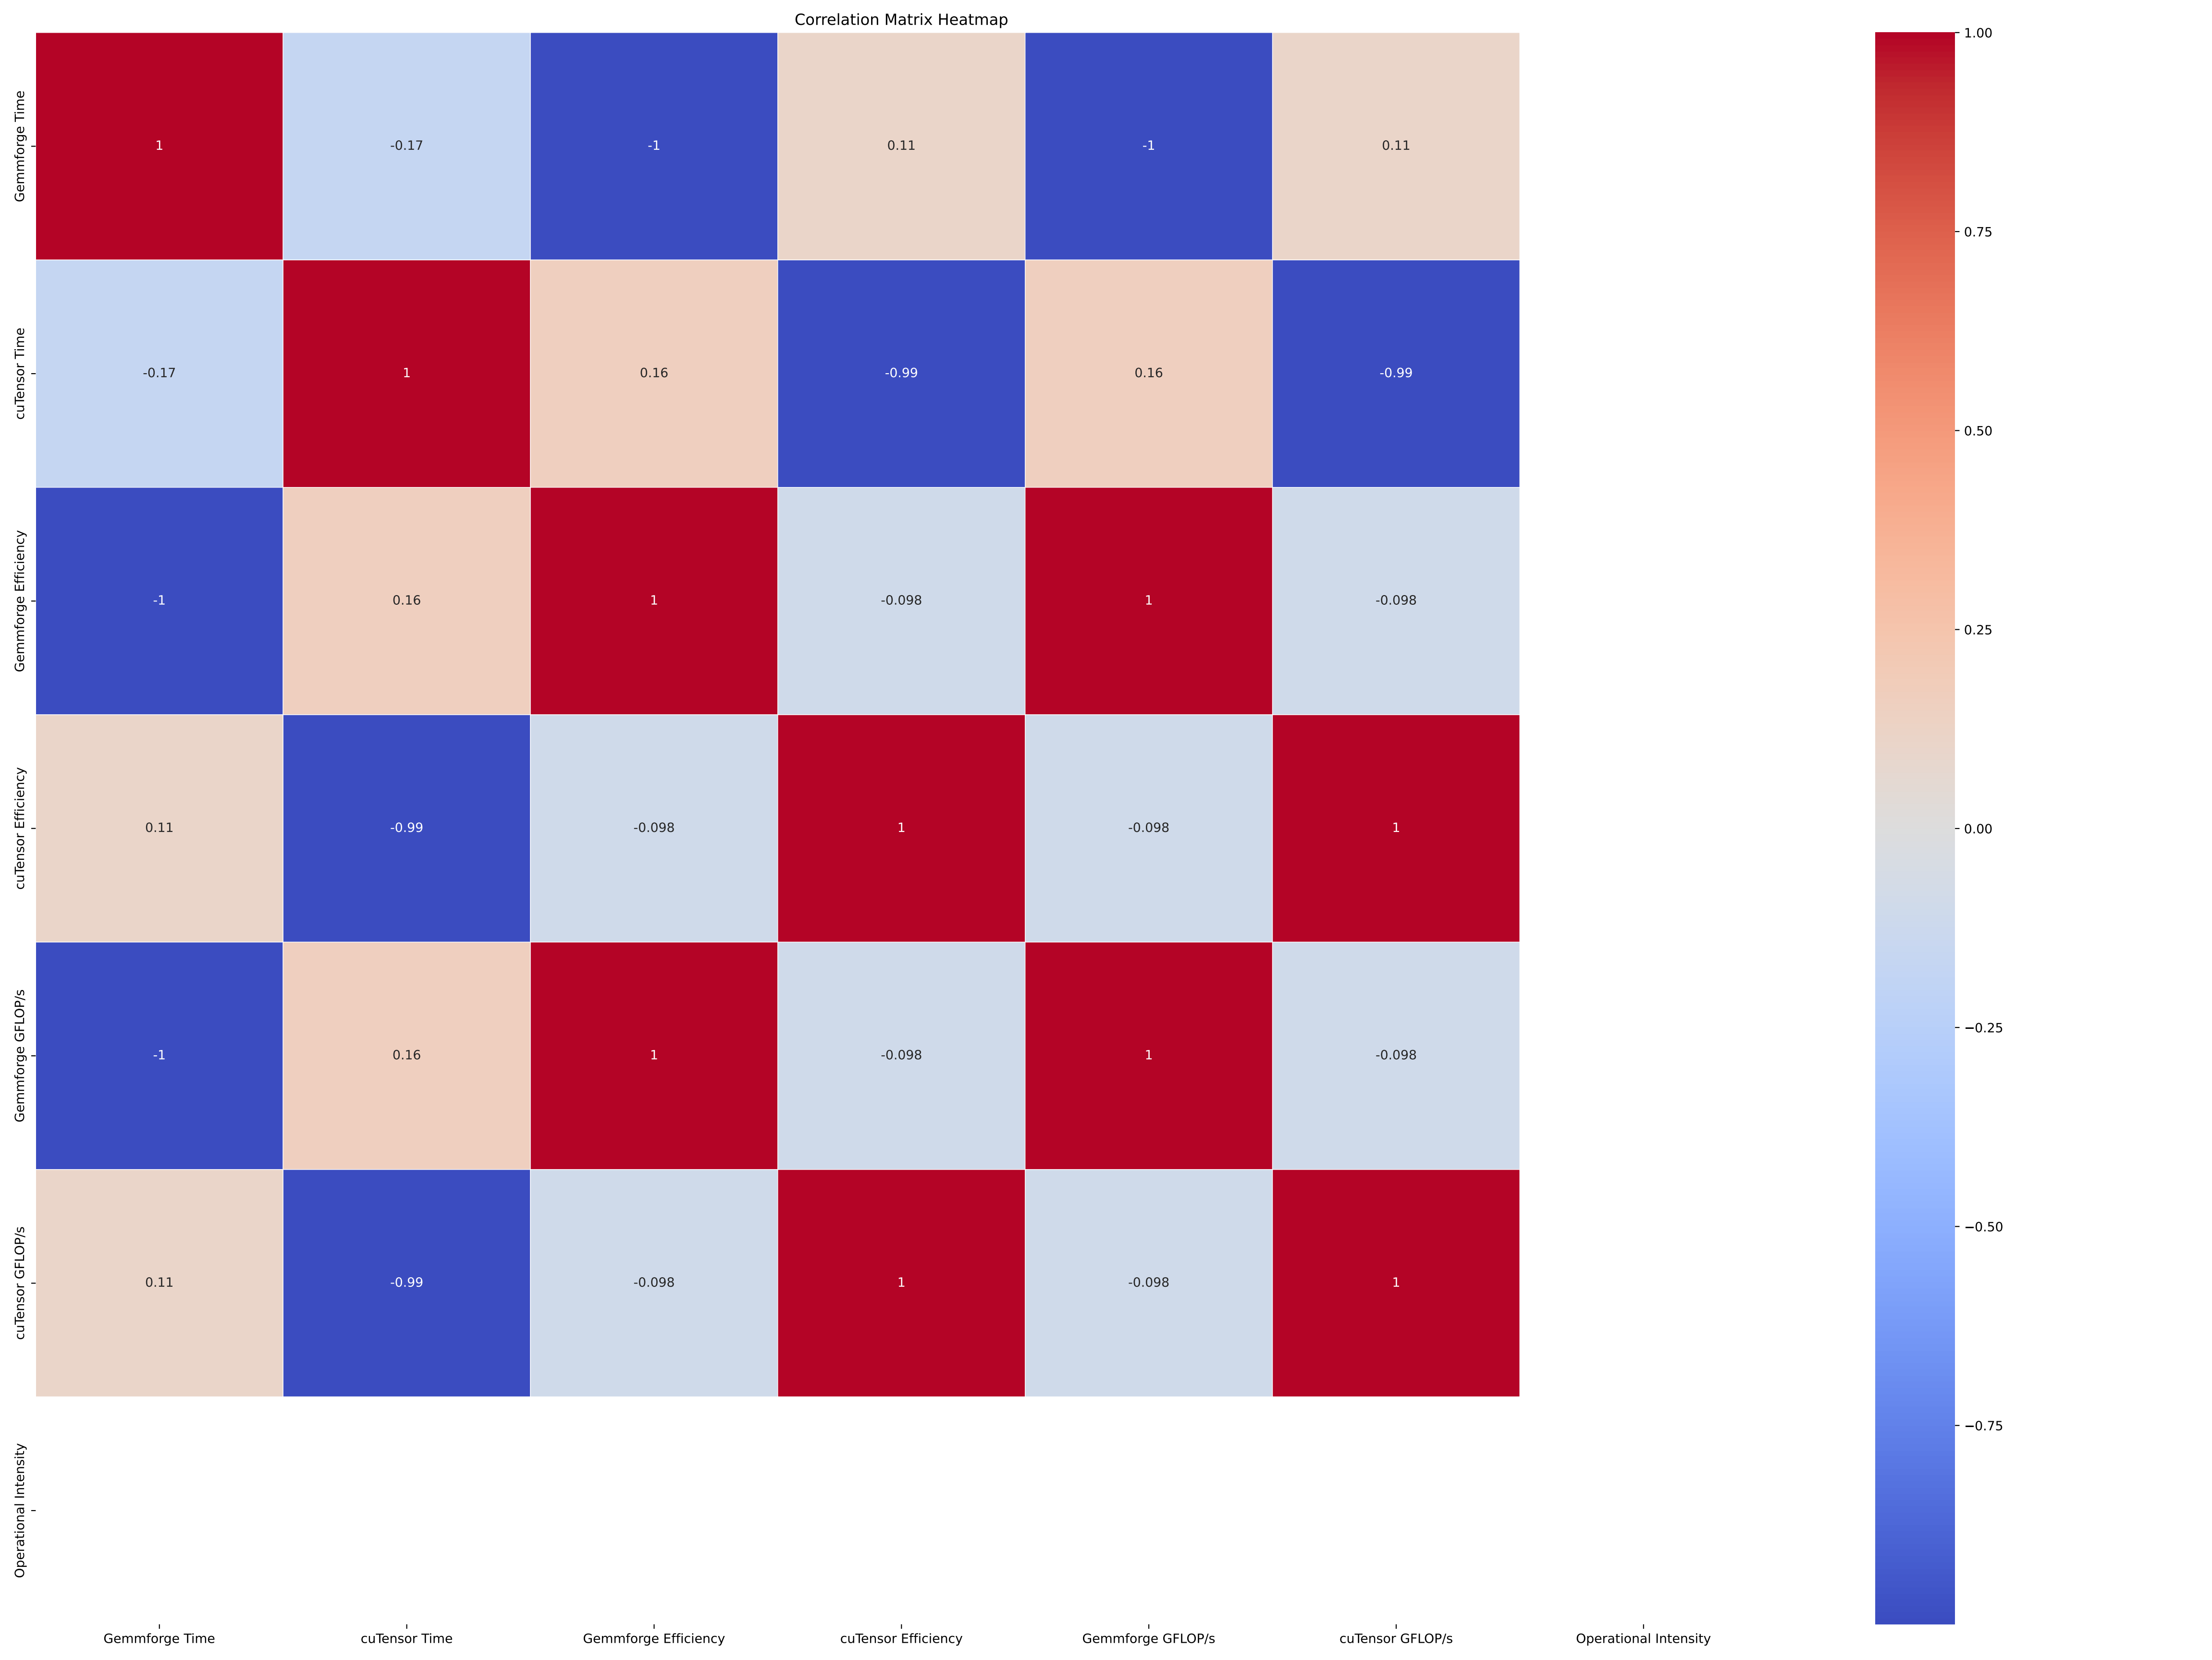 Correlation Matrix Heatmap
Gemmforge Time
1
-0.17
-1
0.11
-1
0.11
cuTensor Time
-0.17
1
0.16
-0.99
0.16
-0.99
Gemmforge Efficiency
-1
0.16
1
-0.098
1
-0.098
cuTensor Efficiency
0.11
-0.99
-0.098
1
-0.098
1
Gemmforge GFLOP/s
-1
0.16
1
-0.098
1
-0.098
cuTensor GFLOP/s
0.11
-0.99
-0.098
1
-0.098
1
Operational Intensity
Gemmforge Time
cuTensor Time
Gemmforge Efficiency
cuTensor Efficiency
Gemmforge GFLOP/s
cuTensor GFLOP/s
Operational Intensity
1.00
0.75
0.50
0.25
0.00
−0.25
−0.50
−0.75